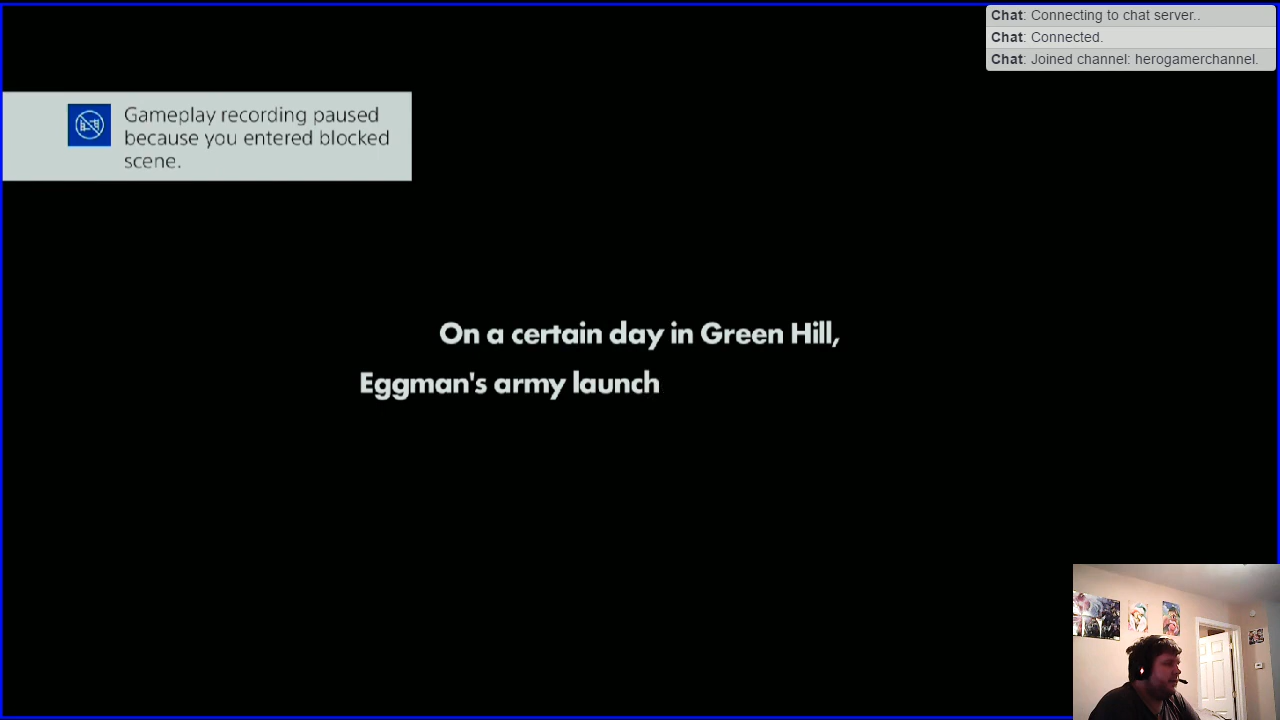 Chat: Connecting to chat server..
Chat: Connected.
Chat: Joined channel: herogamerchannel.
Gameplay recording paused
because you entered blocked
scene.
On a certain day in Green Hill,
Eggman's army launch